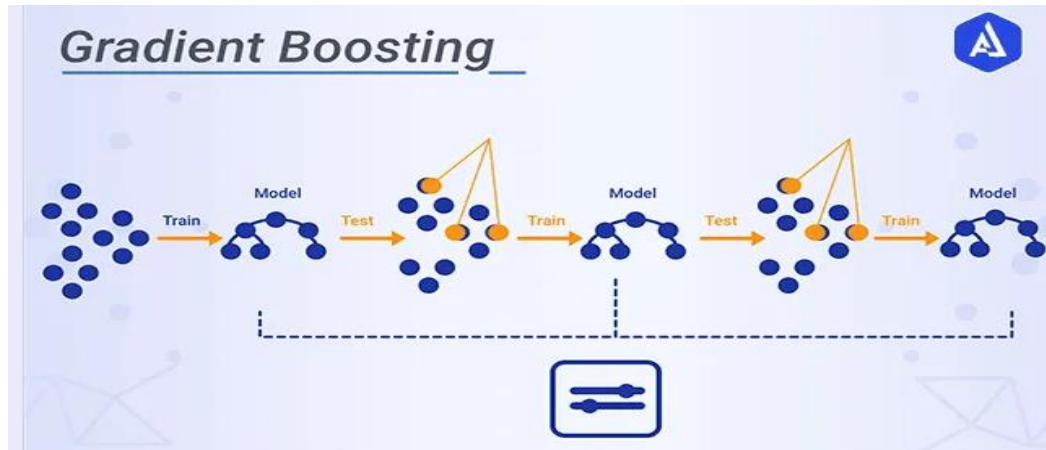 Gradient Boosting
Model
Model
Model
Train
Test
Train
Test
Train